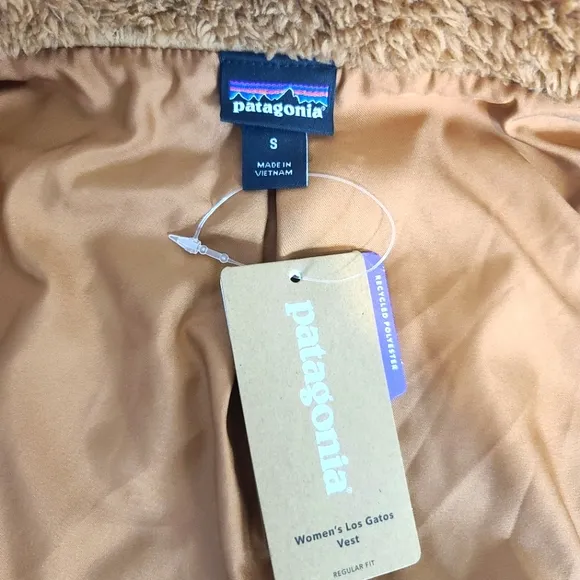 patagonia®
S
MADE IN
VIETNAM
patagonia®
RECYCLED POLYESTER
Women's Los Gatos
Vest
REGULAR FIT